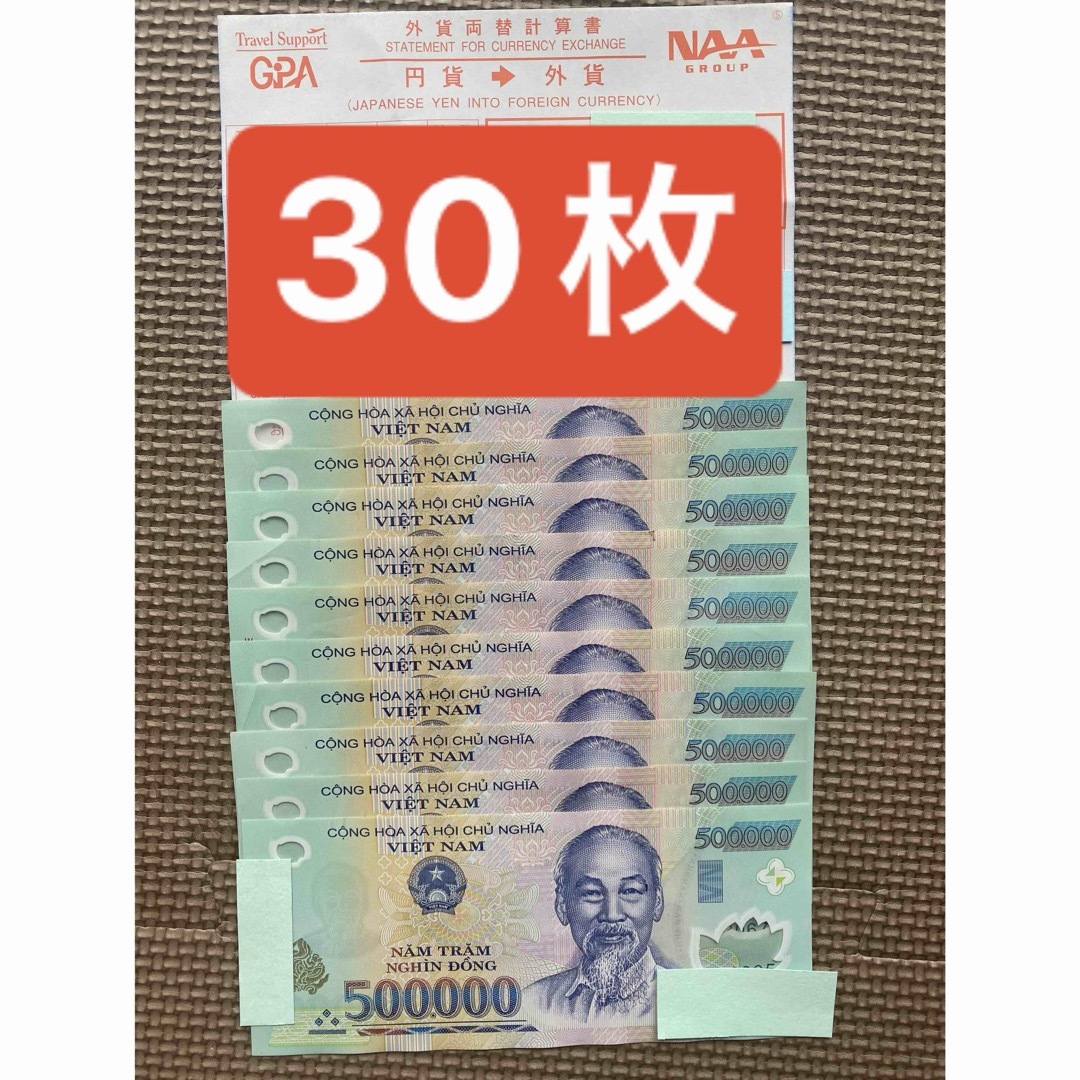 Travel Support
GPA
外貨両替計算書
STATEMENT FOR CURRENCY EXCHANGE
円貨 ➡ 外貨
(JAPANESE YEN INTO FOREIGN CURRENCY)
NAA
GROUP
⑤
30枚
CỘNG HÒA XÃ HỘI CHỦ NGHĨA
VIỆT NAM
500000
CỘNG HÒA XÃ HỘI CHỦ NGHĨA
VIỆT NAM
500000
CỘNG HÒA XÃ HỘI CHỦ NGHĨA
VIỆT NAM
500000
CỘNG HÒA XÃ HỘI CHỦ NGHĨA
VIỆT NAM
500000
CỘNG HÒA XÃ HỘI CHỦ NGHĨA
VIỆT NAM
500000
CỘNG HÒA XÃ HỘI CHỦ NGHĨA
VIỆT NAM
500000
CỘNG HÒA XÃ HỘI CHỦ NGHĨA
VIỆT NAM
500000
CỘNG HÒA XÃ HỘI CHỦ NGHĨA
VIỆT NAM
500000
CỘNG HÒA XÃ HỘI CHỦ NGHĨA
VIỆT NAM
500000
CỘNG HÒA XÃ HỘI CHỦ NGHĨA
VIỆT NAM
500000
NĂM TRĂM
NGHÌN ĐỒNG
500.000